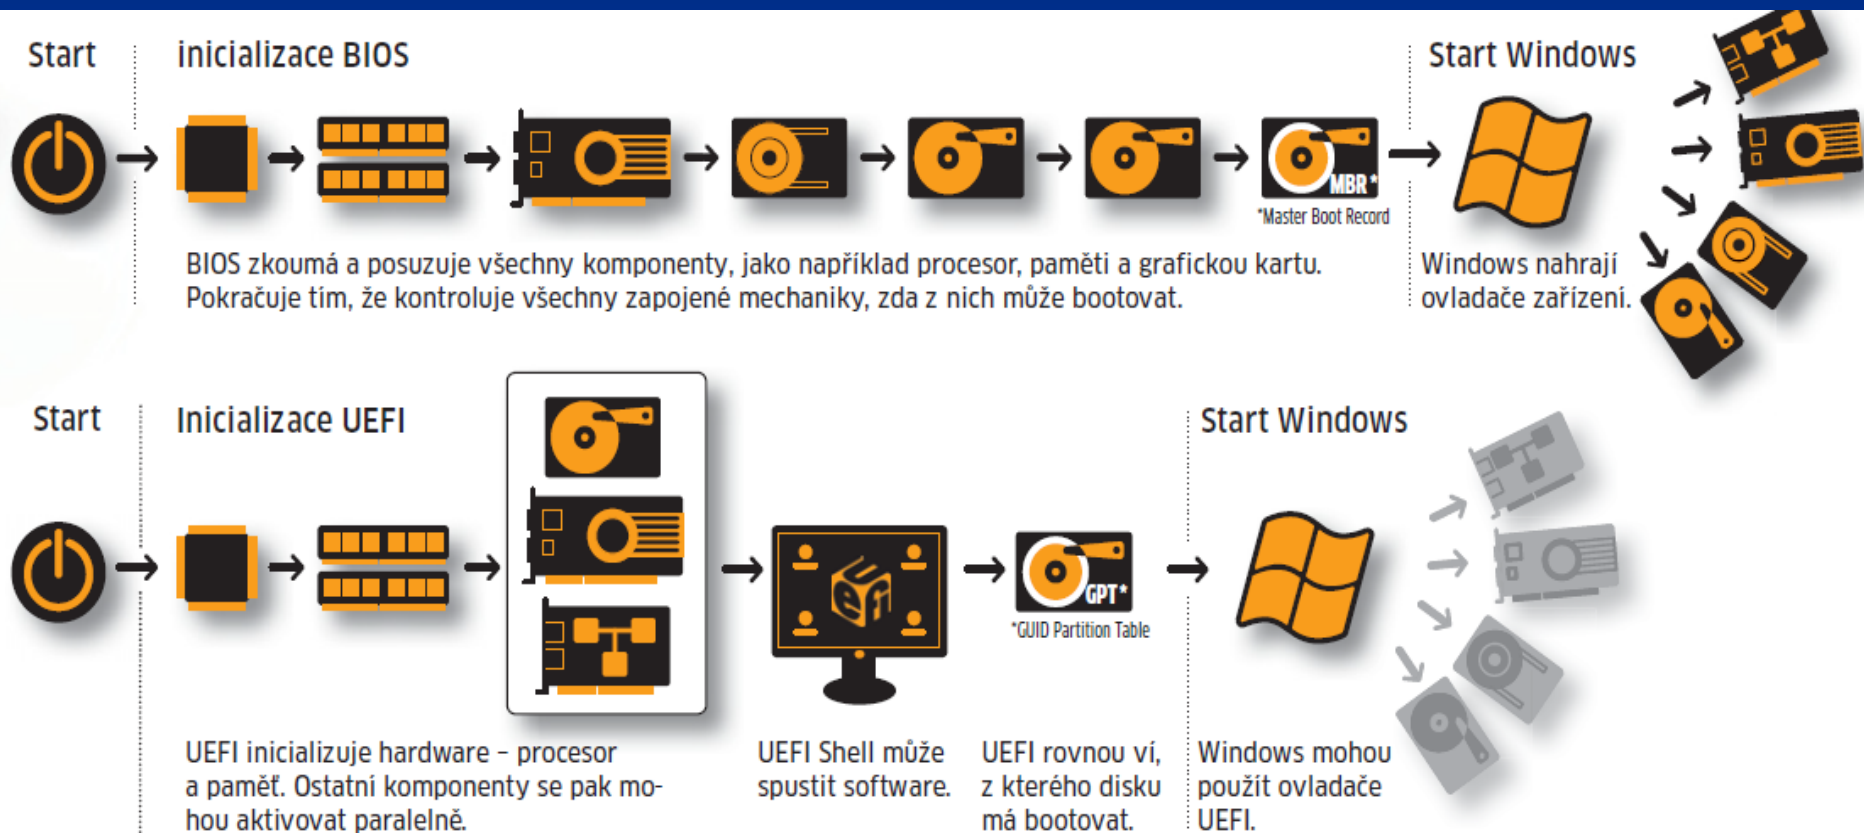 Start
inicializace BIOS
Start Windows
MBR*
*Master Boot Record
BIOS zkoumá a posuzuje všechny komponenty, jako například procesor, paměti a grafickou kartu.
Pokračuje tím, že kontroluje všechny zapojené mechaniky, zda z nich může bootovat.
Windows nahrají
ovladače zařízení.
Start
Inicializace UEFI
Start Windows
UEFI
GPT*
*GUID Partition Table
UEFI inicializuje hardware – procesor
a paměť. Ostatní komponenty se pak mo-
hou aktivovat paralelně.
UEFI Shell může
spustit software.
UEFI rovnou ví,
z kterého disku
má bootovat.
Windows mohou
použít ovladače
UEFI.